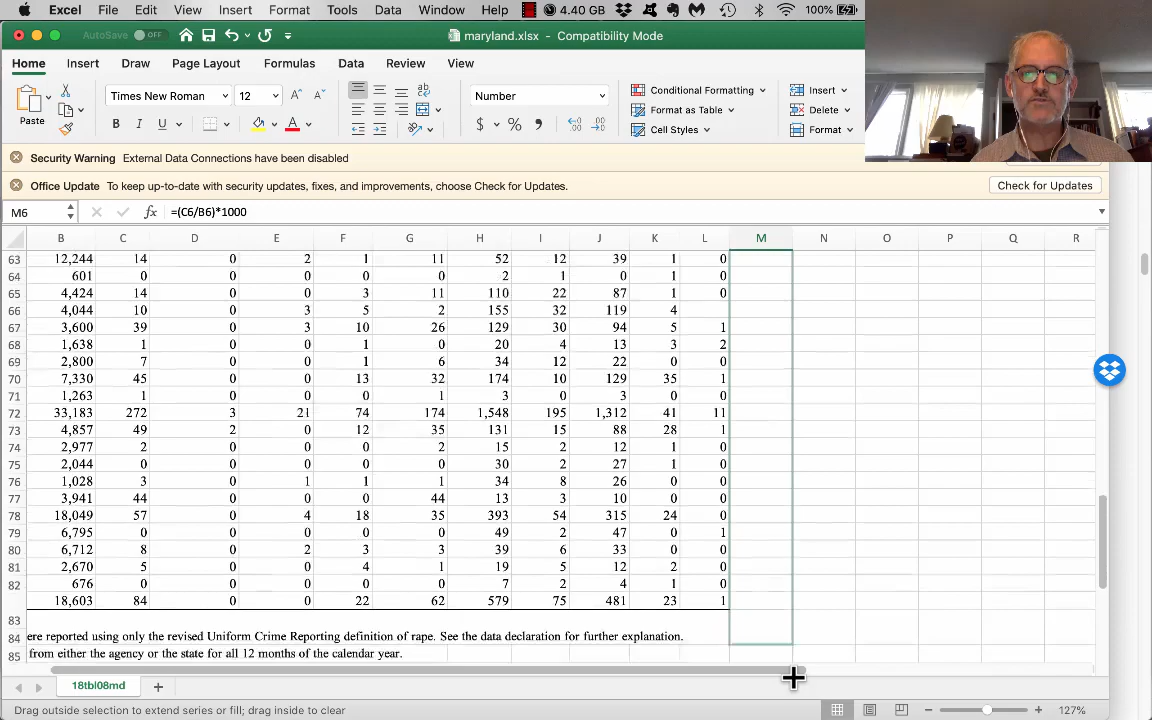 Excel File Edit View Insert Format Tools Data Window Help 4.40 GB 100%
AutoSave OFF maryland.xlsx - Compatibility Mode
Home Insert Draw Page Layout Formulas Data Review View
Paste Times New Roman 12 Number Conditional Formatting Insert
Format as Table Delete
Cell Styles Format
Security Warning External Data Connections have been disabled
Office Update To keep up-to-date with security updates, fixes, and improvements, choose Check for Updates. Check for Updates
M6 fx =(C6/B6)*1000
B C D E F G H I J K L M N O P Q R
63 12,244 14 0 2 1 11 52 12 39 1 0
64 601 0 0 0 0 0 2 1 0 1 0
65 4,424 14 0 0 3 11 110 22 87 1 0
66 4,044 10 0 3 5 2 155 32 119 4
67 3,600 39 0 3 10 26 129 30 94 5 1
68 1,638 1 0 0 1 0 20 4 13 3 2
69 2,800 7 0 0 1 6 34 12 22 0 0
70 7,330 45 0 0 13 32 174 10 129 35 1
71 1,263 1 0 0 0 1 3 0 3 0 0
72 33,183 272 3 21 74 174 1,548 195 1,312 41 11
73 4,857 49 2 0 12 35 131 15 88 28 1
74 2,977 2 0 0 0 2 15 2 12 1 0
75 2,044 0 0 0 0 0 30 2 27 1 0
76 1,028 3 0 1 1 1 34 8 26 0 0
77 3,941 44 0 0 0 44 13 3 10 0 0
78 18,049 57 0 4 18 35 393 54 315 24 0
79 6,795 0 0 0 0 0 49 2 47 0 1
80 6,712 8 0 2 3 3 39 6 33 0 0
81 2,670 5 0 0 4 1 19 5 12 2 0
82 676 0 0 0 0 0 7 2 4 1 0
83 18,603 84 0 0 22 62 579 75 481 23 1
84 ere reported using only the revised Uniform Crime Reporting definition of rape. See the data declaration for further explanation.
85 from either the agency or the state for all 12 months of the calendar year.
18tbl08md
Drag outside selection to extend series or fill; drag inside to clear 127%